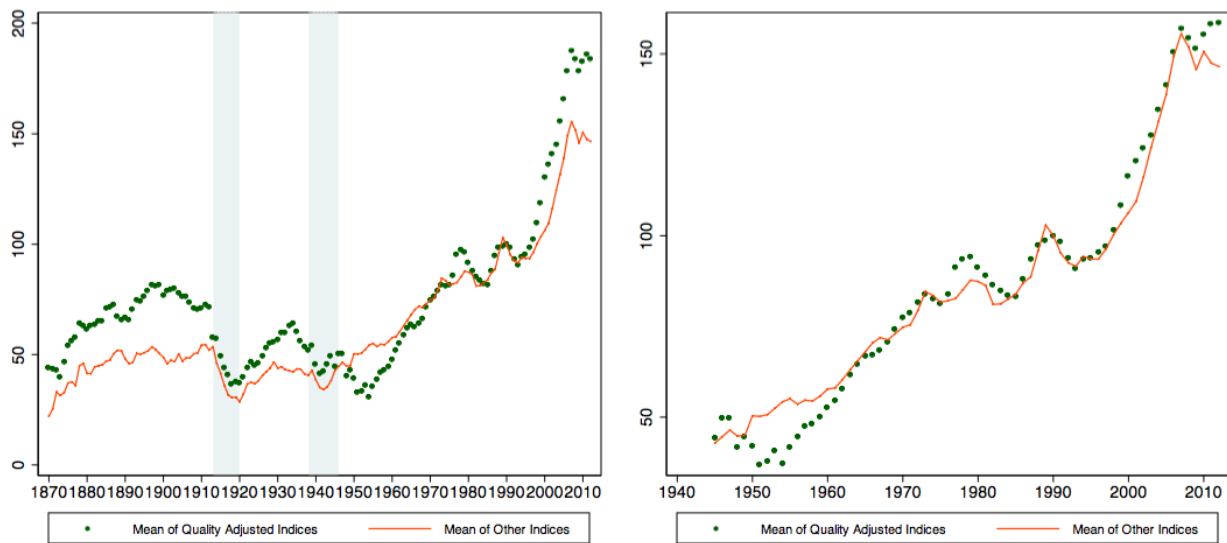 200
150
100
50
0
1870 1880 1890 1900 1910 1920 1930 1940 1950 1960 1970 1980 1990 2000 2010
Mean of Quality Adjusted Indices Mean of Other Indices
150
100
50
1940 1950 1960 1970 1980 1990 2000 2010
Mean of Quality Adjusted Indices Mean of Other Indices